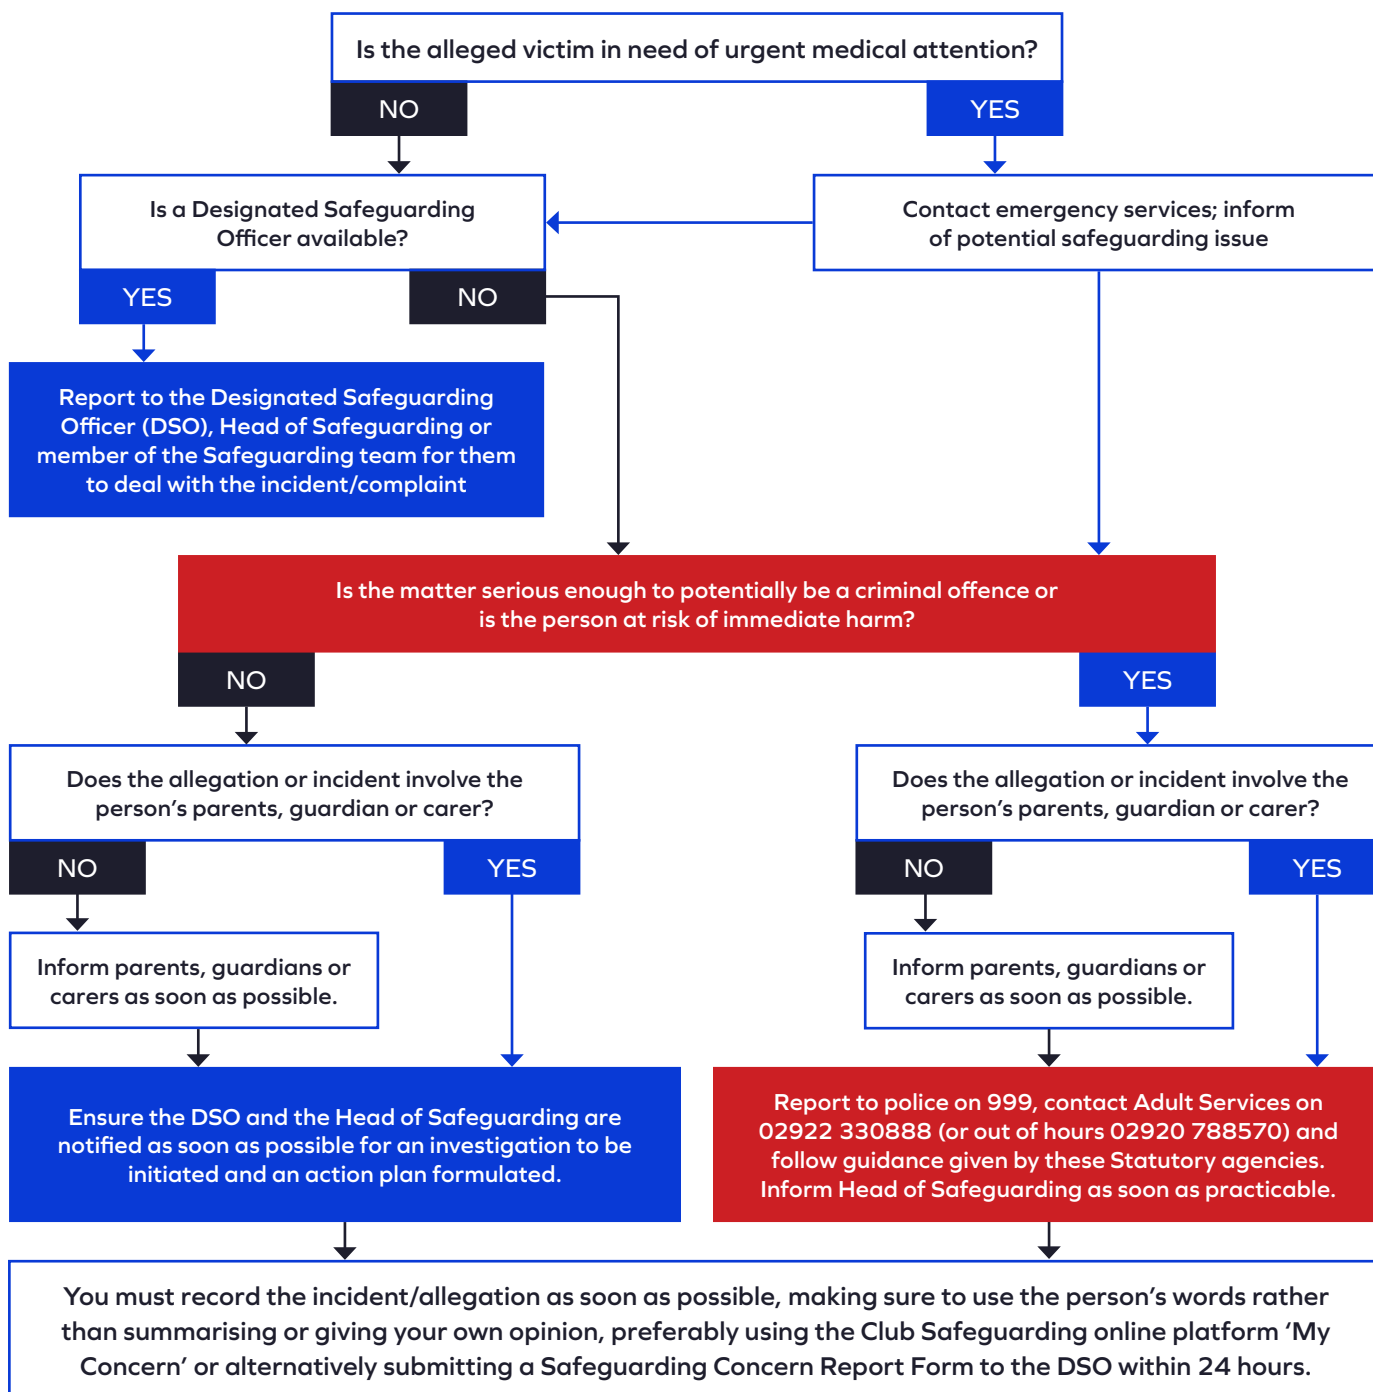 Is the alleged victim in need of urgent medical attention?
NO
YES
Is a Designated Safeguarding
Officer available?
Contact emergency services; inform
of potential safeguarding issue
YES
NO
Report to the Designated Safeguarding
Officer (DSO), Head of Safeguarding or
member of the Safeguarding team for them
to deal with the incident/complaint
Is the matter serious enough to potentially be a criminal offence or
is the person at risk of immediate harm?
NO
YES
Does the allegation or incident involve the
person’s parents, guardian or carer?
NO
YES
Does the allegation or incident involve the
person’s parents, guardian or carer?
NO
YES
Inform parents, guardians or
carers as soon as possible.
Inform parents, guardians or
carers as soon as possible.
Ensure the DSO and the Head of Safeguarding are
notified as soon as possible for an investigation to be
initiated and an action plan formulated.
Report to police on 999, contact Adult Services on
02922 330888 (or out of hours 02920 788570) and
follow guidance given by these Statutory agencies.
Inform Head of Safeguarding as soon as practicable.
You must record the incident/allegation as soon as possible, making sure to use the person’s words rather
than summarising or giving your own opinion, preferably using the Club Safeguarding online platform ‘My
Concern’ or alternatively submitting a Safeguarding Concern Report Form to the DSO within 24 hours.